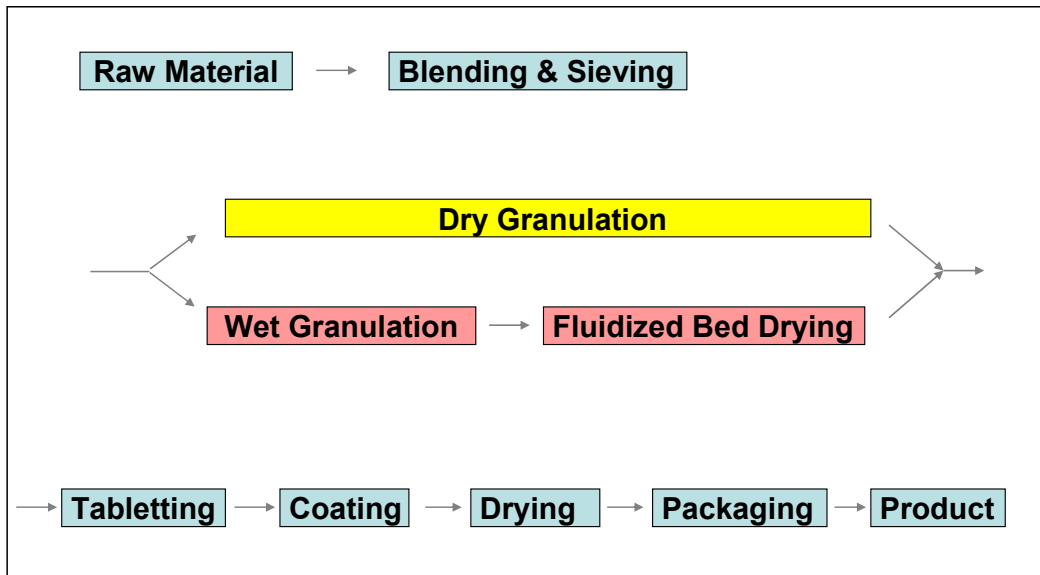 Raw Material
Blending & Sieving
Dry Granulation
Wet Granulation
Fluidized Bed Drying
Tabletting
Coating
Drying
Packaging
Product